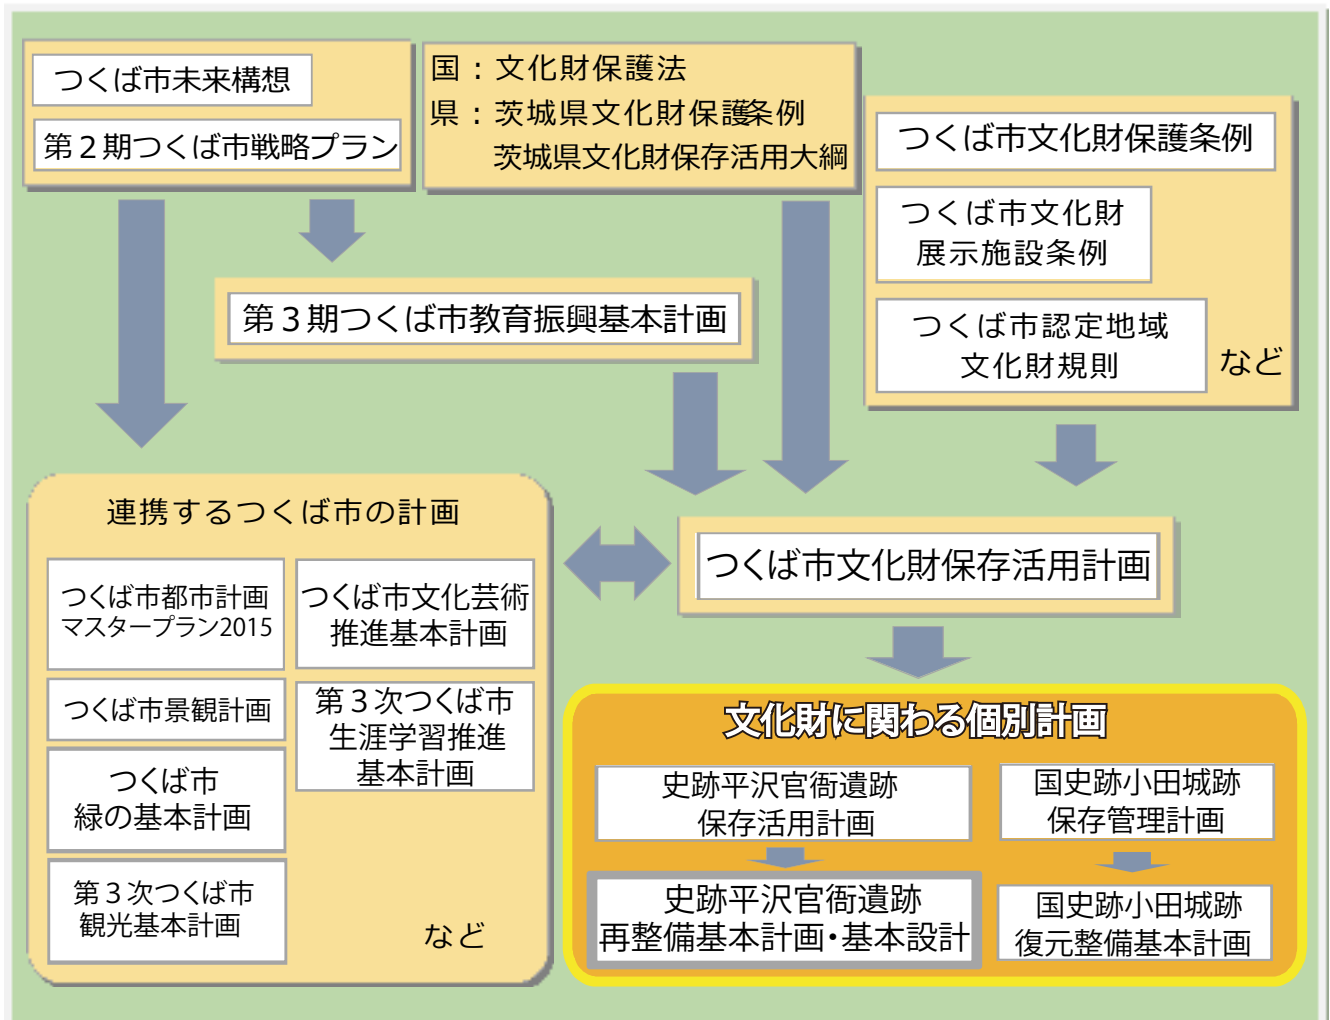 つくば市未来構想
第２期つくば市戦略プラン
国：文化財保護法
県：茨城県文化財保護条例
茨城県文化財保存活用大綱
つくば市文化財保護条例
つくば市文化財
展示施設条例
つくば市認定地域
文化財規則
など
第３期つくば市教育振興基本計画
連携するつくば市の計画
つくば市都市計画
マスタープラン2015
つくば市景観計画
つくば市
緑の基本計画
第３次つくば市
観光基本計画
つくば市文化芸術
推進基本計画
第３次つくば市
生涯学習推進
基本計画
など
つくば市文化財保存活用計画
文化財に関わる個別計画
史跡平沢官衙遺跡
保存活用計画
史跡平沢官衙遺跡
再整備基本計画・基本設計
国史跡小田城跡
保存管理計画
国史跡小田城跡
復元整備基本計画